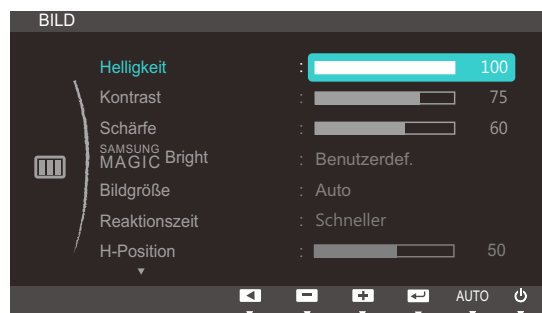 BILD
Helligkeit : 100
Kontrast : 75
Schärfe : 60
SAMSUNG
MAGIC Bright : Benutzerdef.
Bildgröße : Auto
Reaktionszeit : Schneller
H-Position : 50
AUTO